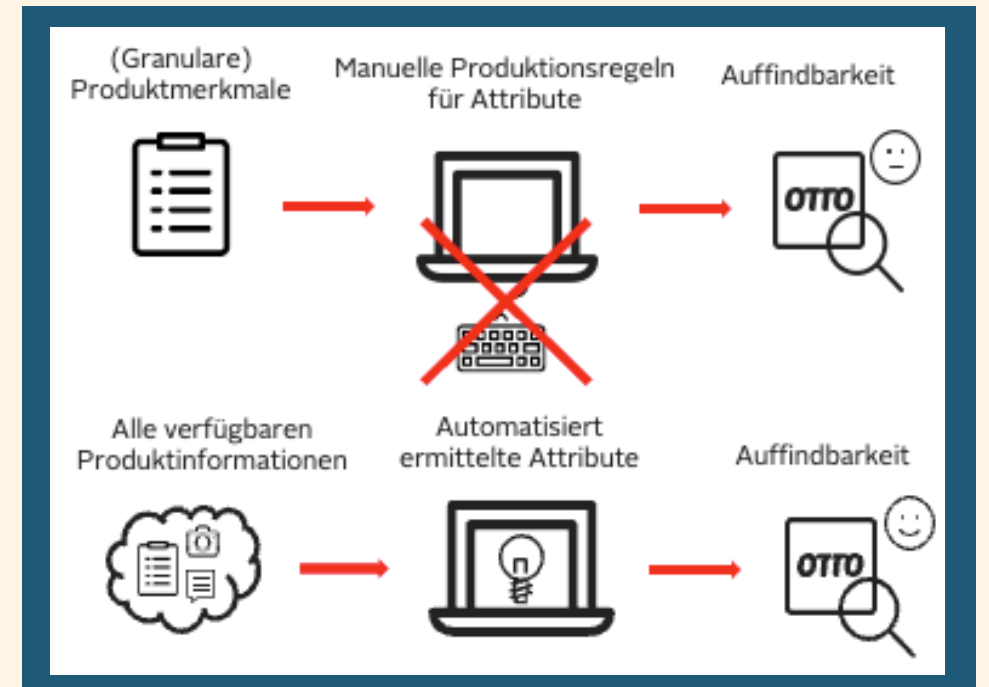 (Granulare)
Produktmerkmale
Manuelle Produktionsregeln
für Attribute
Auffindbarkeit
OTTO
Alle verfügbaren
Produktinformationen
Automatisiert
ermittelte Attribute
Auffindbarkeit
OTTO